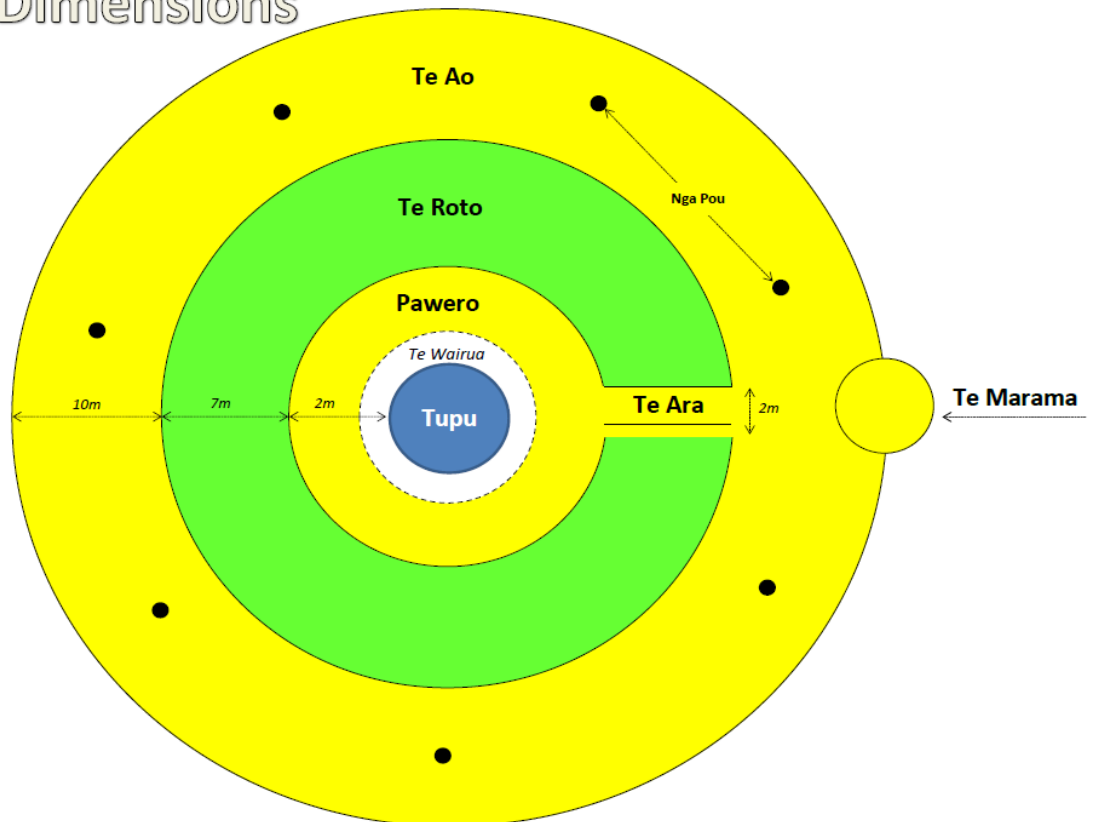 Dimensions
Te Ao
Nga Pou
Te Roto
Pawero
Te Wairua
Tupu
10m
7m
2m
Te Ara
2m
Te Marama